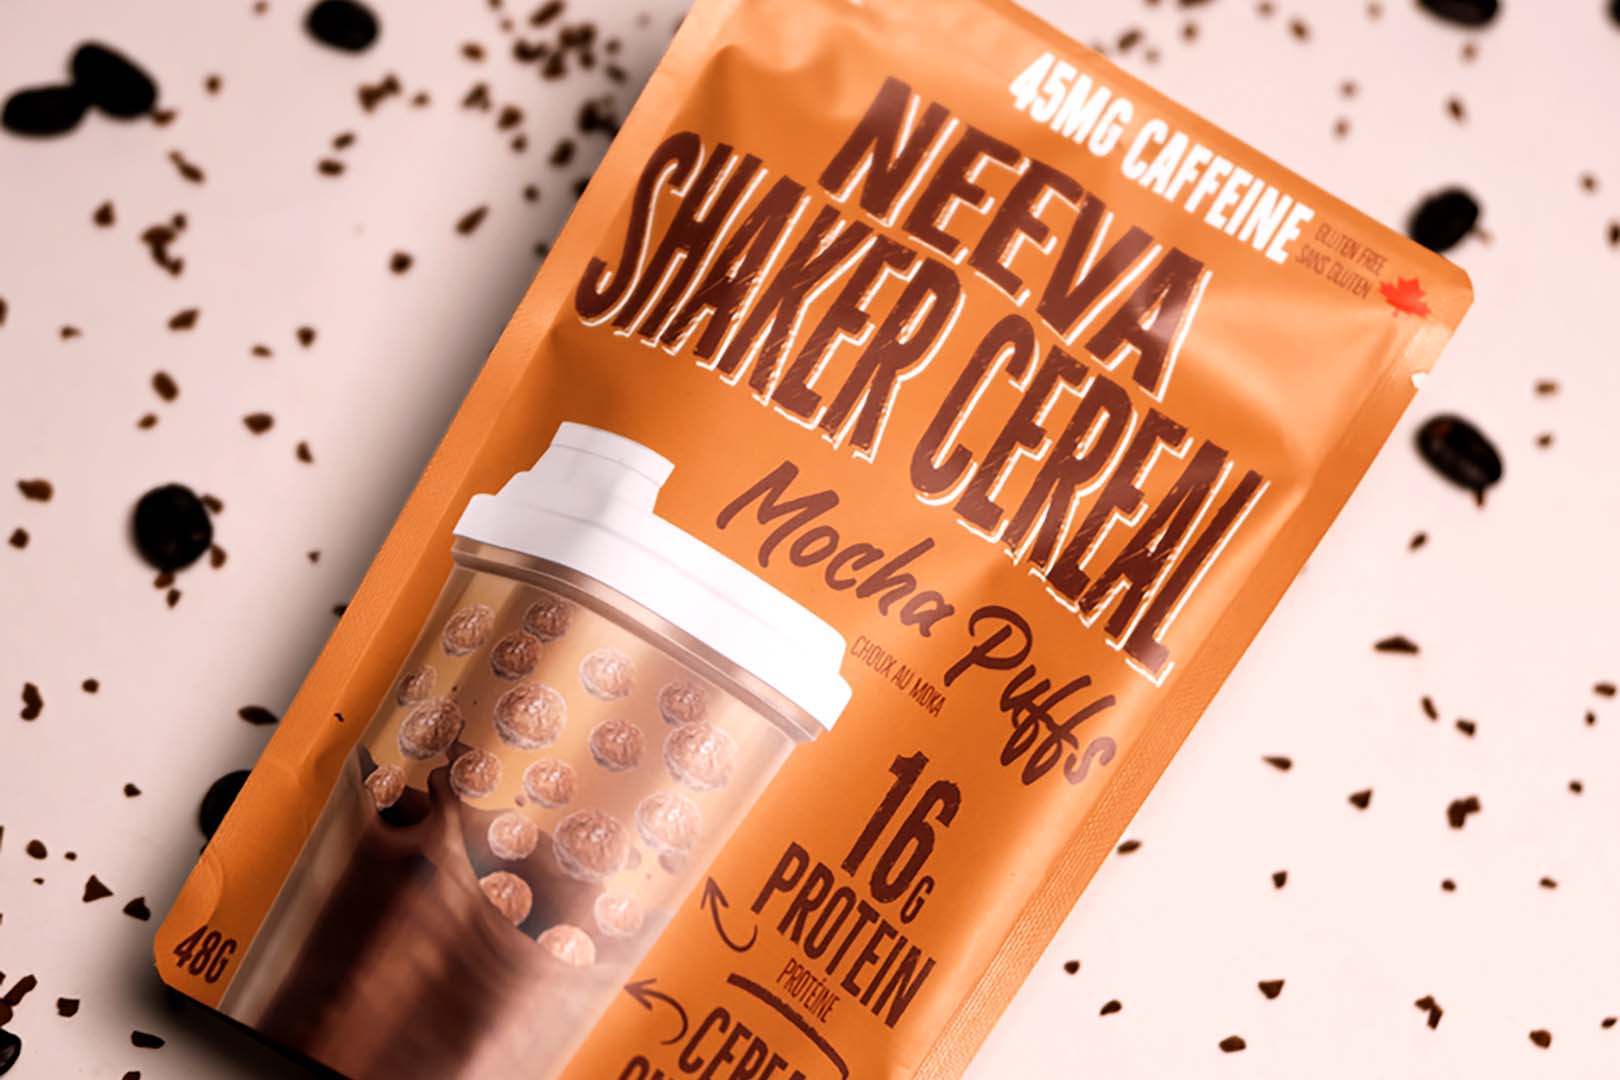 45MG CAFFEINE
GLUTEN FREE
SANS GLUTEN
NEEVA
SHAKER CEREAL
Mocha Puffs
CHOUX AU MOKA
16G
PROTEIN
PROTÉINE
48G